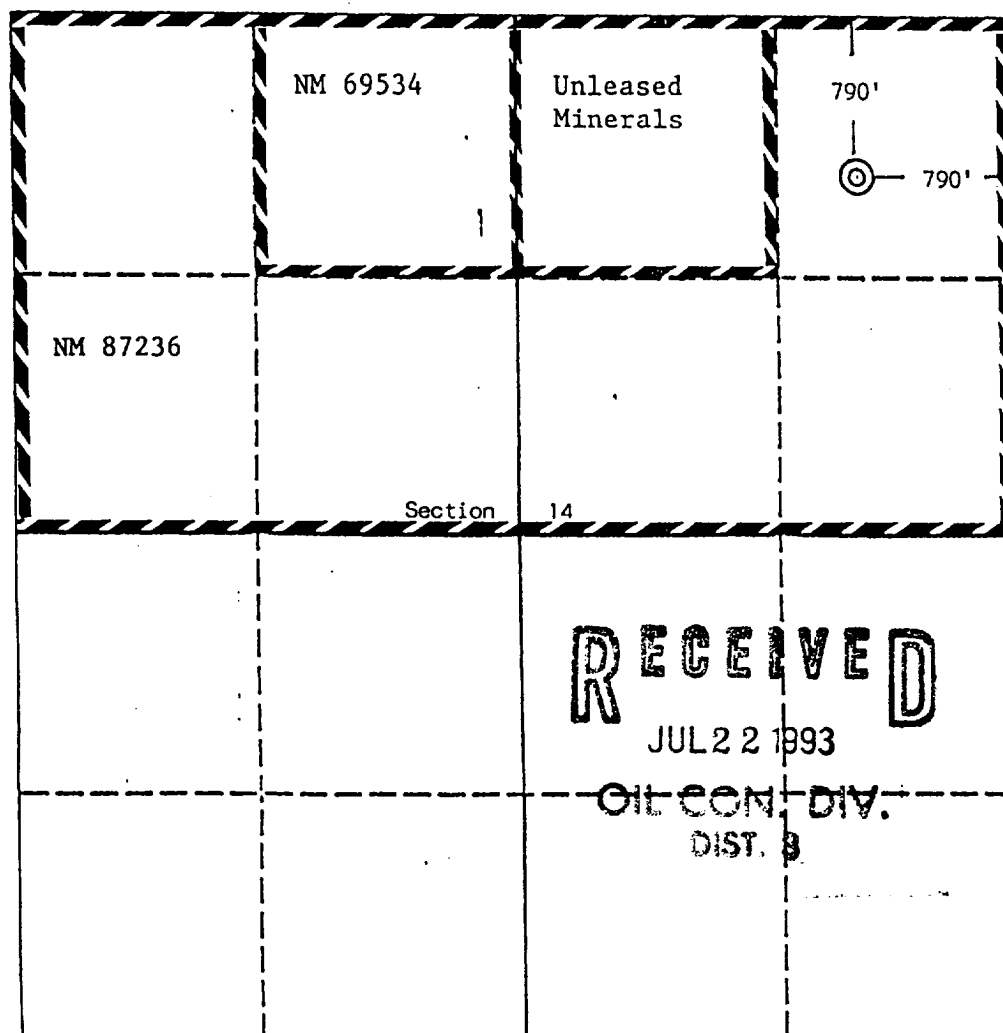 NM 69534
Unleased
Minerals
790'
790'
NM 87236
Section 14
RECEIVED
JUL 22 1993
OIL CON. DIV.
DIST. 3